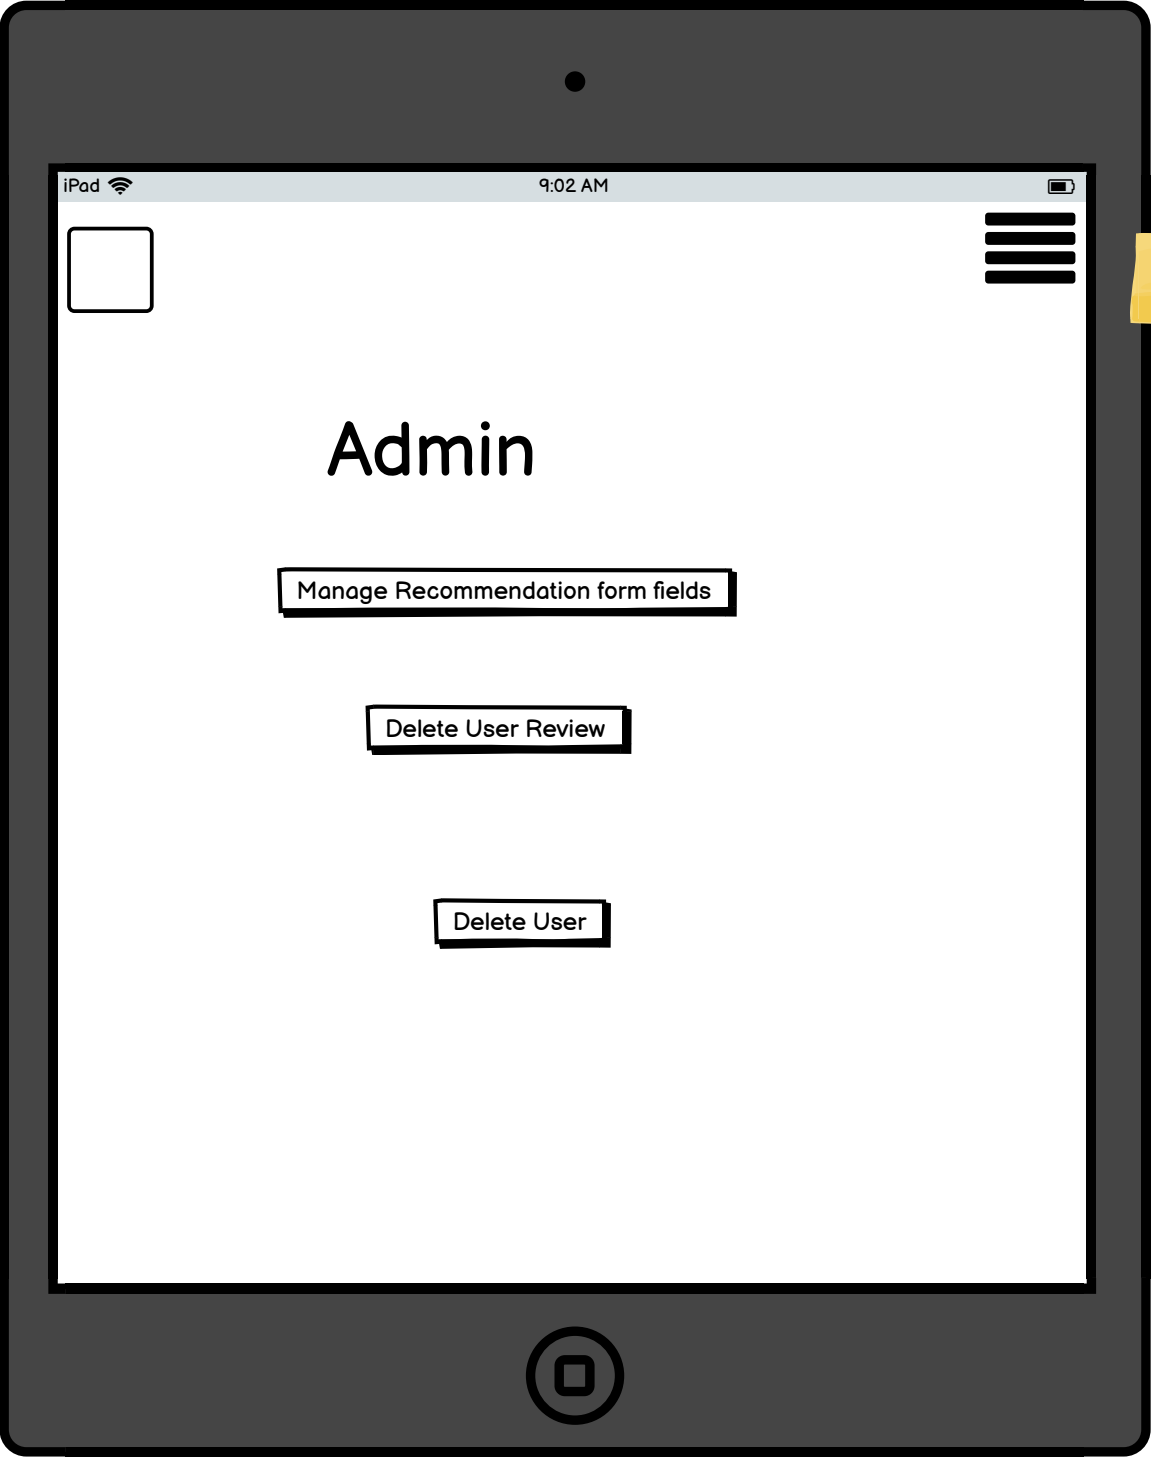 iPad
9:02 AM
Admin
Manage Recommendation form fields
Delete User Review
Delete User